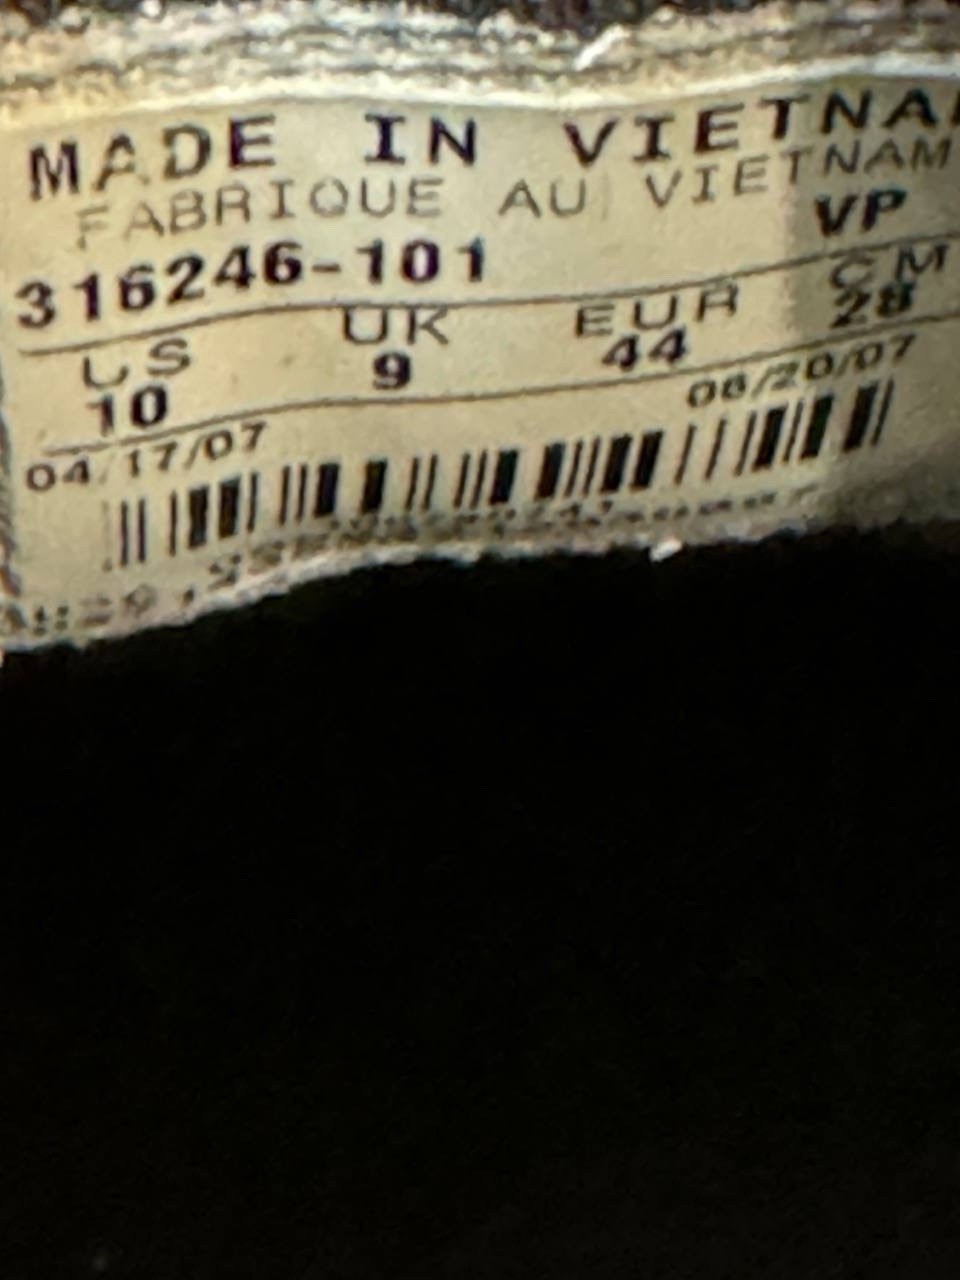 MADE IN VIETNA
FABRIQUE AU VIETNAM
316246-101 VP
US UK EUR CM
10 9 44 28
04/17/07 06/20/07